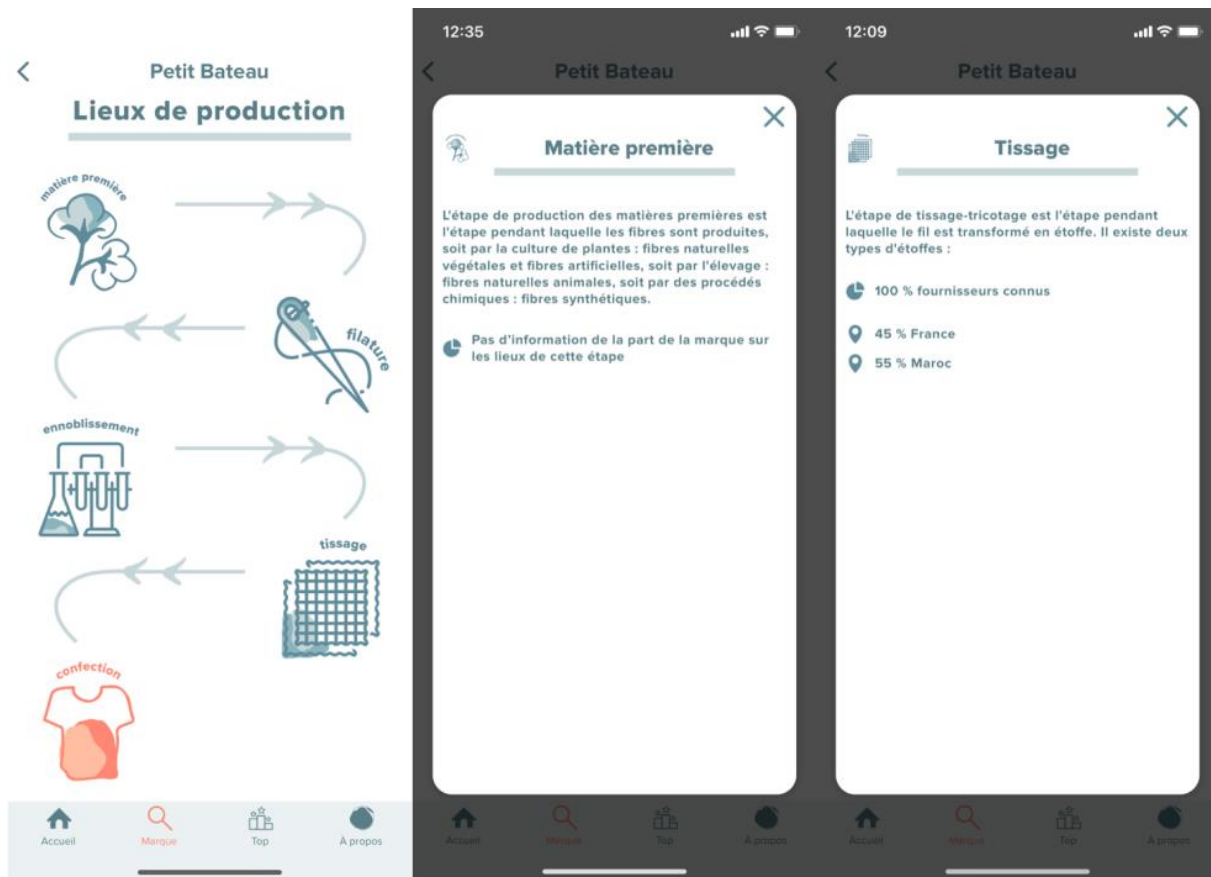 Petit Bateau
Lieux de production
matière première
filature
ennoblissement
tissage
confection
Accueil
Marque
Top
À propos
12:35
Petit Bateau
matière première
Matière première
L'étape de production des matières premières est
l'étape pendant laquelle les fibres sont produites,
soit par la culture de plantes : fibres naturelles
végétales et fibres artificielles, soit par l'élevage :
fibres naturelles animales, soit par des procédés
chimiques : fibres synthétiques.
Pas d'information de la part de la marque sur
les lieux de cette étape
Accueil
Marque
Top
À propos
12:09
Petit Bateau
tissage
Tissage
L'étape de tissage-tricotage est l'étape pendant
laquelle le fil est transformé en étoffe. Il existe deux
types d'étoffes :
100 % fournisseurs connus
45 % France
55 % Maroc
Accueil
Marque
Top
À propos